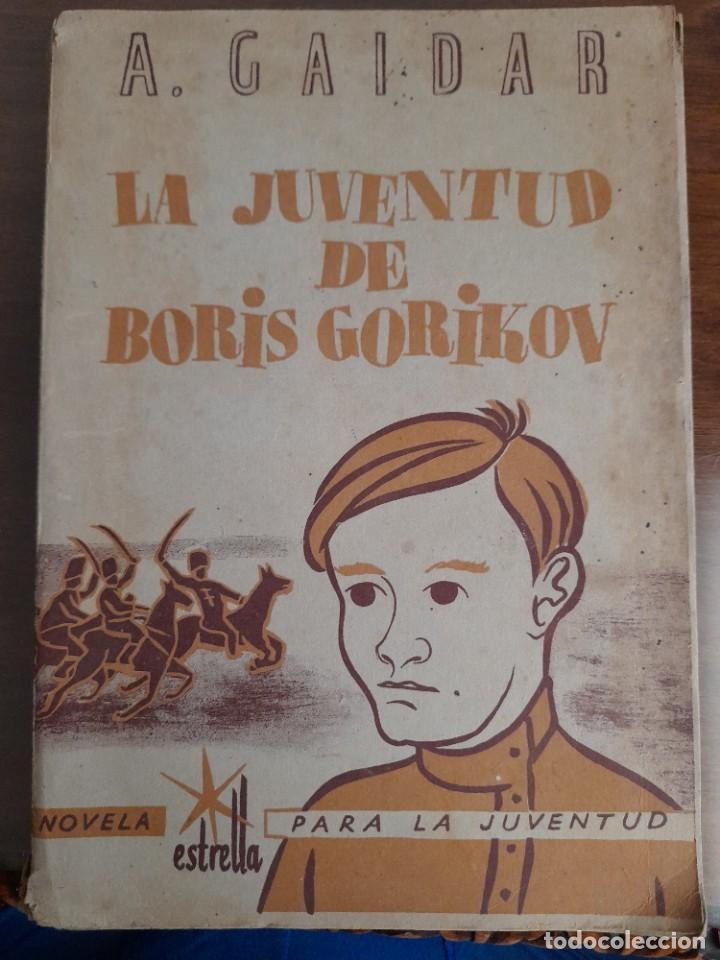 A. GAIDAR
LA JUVENTUD
DE
BORIS GORIKOV
NOVELA
estrella
PARA LA JUVENTUD
todocoleccion